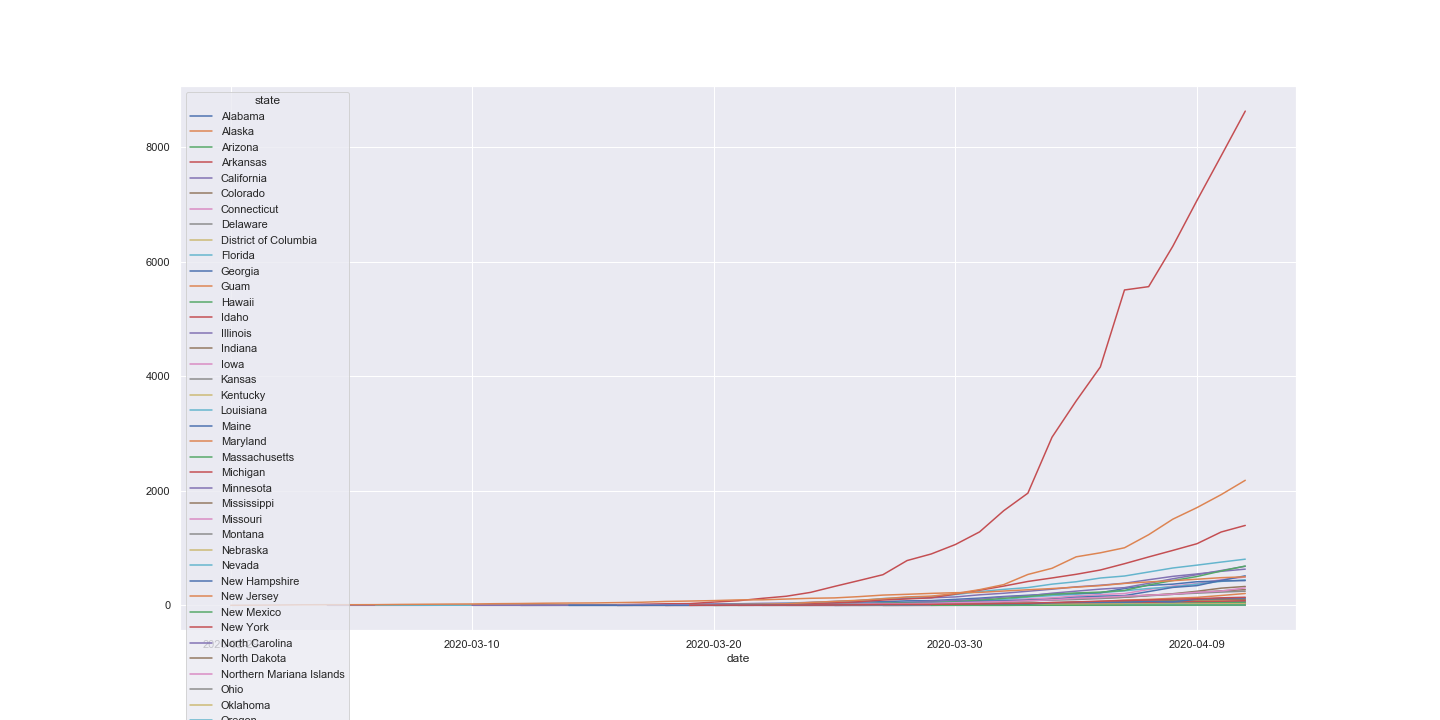 state
Alabama
Alaska
Arizona
Arkansas
California
Colorado
Connecticut
Delaware
District of Columbia
Florida
Georgia
Guam
Hawaii
Idaho
Illinois
Indiana
Iowa
Kansas
Kentucky
Louisiana
Maine
Maryland
Massachusetts
Michigan
Minnesota
Mississippi
Missouri
Montana
Nebraska
Nevada
New Hampshire
New Jersey
New Mexico
New York
North Carolina
North Dakota
Northern Mariana Islands
Ohio
Oklahoma
Oregon
8000
6000
4000
2000
0
2020-03-10
2020-03-20
2020-03-30
2020-04-09
date